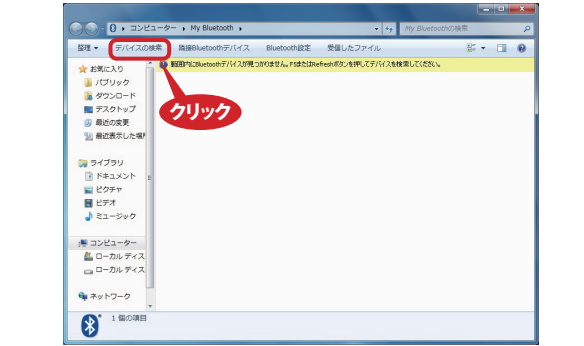 コンピューター ▸ My Bluetooth ▸
My Bluetoothの検索
整理 ▼ デバイスの検索 隣接Bluetoothデバイス Bluetooth設定 受信したファイル
範囲内にBluetoothデバイスが見つかりません。F5またはRefreshボタンを押してデバイスを検索してください。
クリック
お気に入り
パブリック
ダウンロード
デスクトップ
最近の変更
最近表示した場所
ライブラリ
ドキュメント
ピクチャ
ビデオ
ミュージック
コンピューター
ローカル ディス
ローカル ディス
ネットワーク
1 個の項目